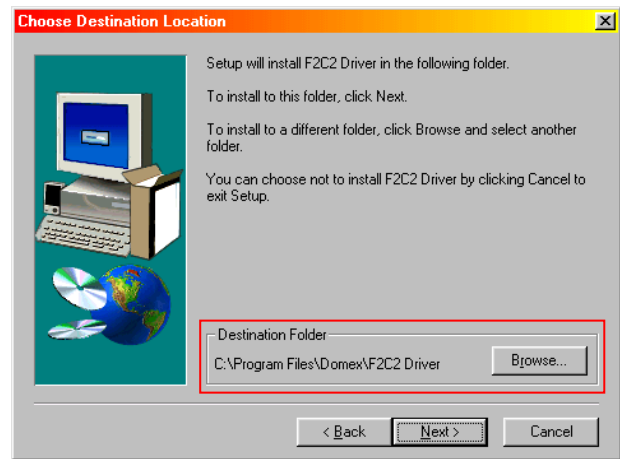 Choose Destination Location
Setup will install F2C2 Driver in the following folder.
To install to this folder, click Next.
To install to a different folder, click Browse and select another
folder.
You can choose not to install F2C2 Driver by clicking Cancel to
exit Setup.
Destination Folder
C:\Program Files\Domex\F2C2 Driver
Browse...
< Back
Next >
Cancel